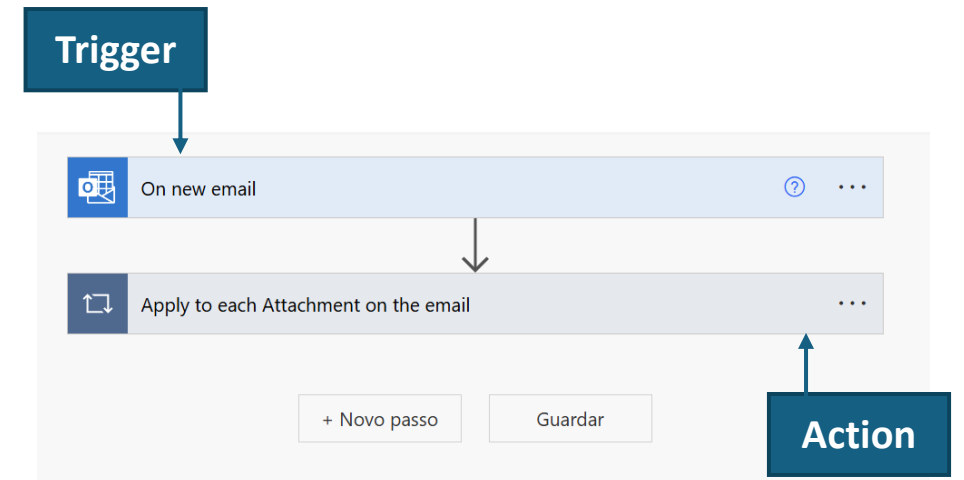 Trigger
On new email
Apply to each Attachment on the email
+ Novo passo
Guardar
Action